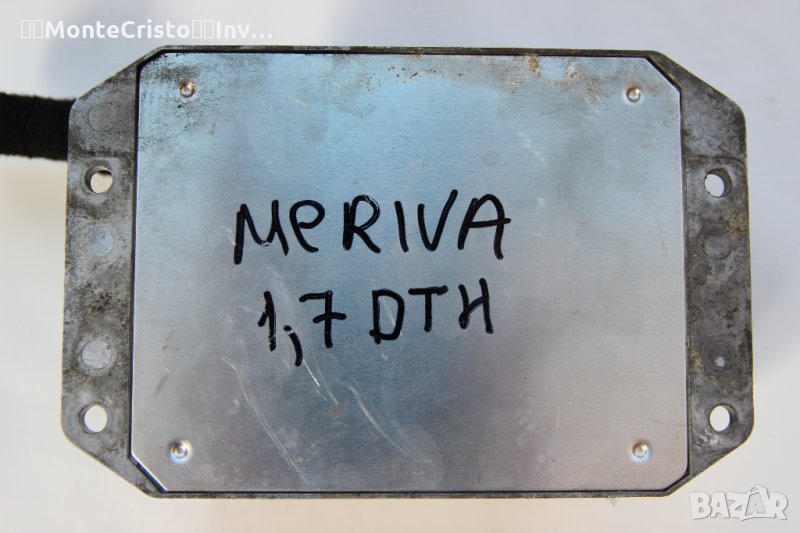 MonteCristo Inv...
MeRIVA
1,7 DTH
BAZAR